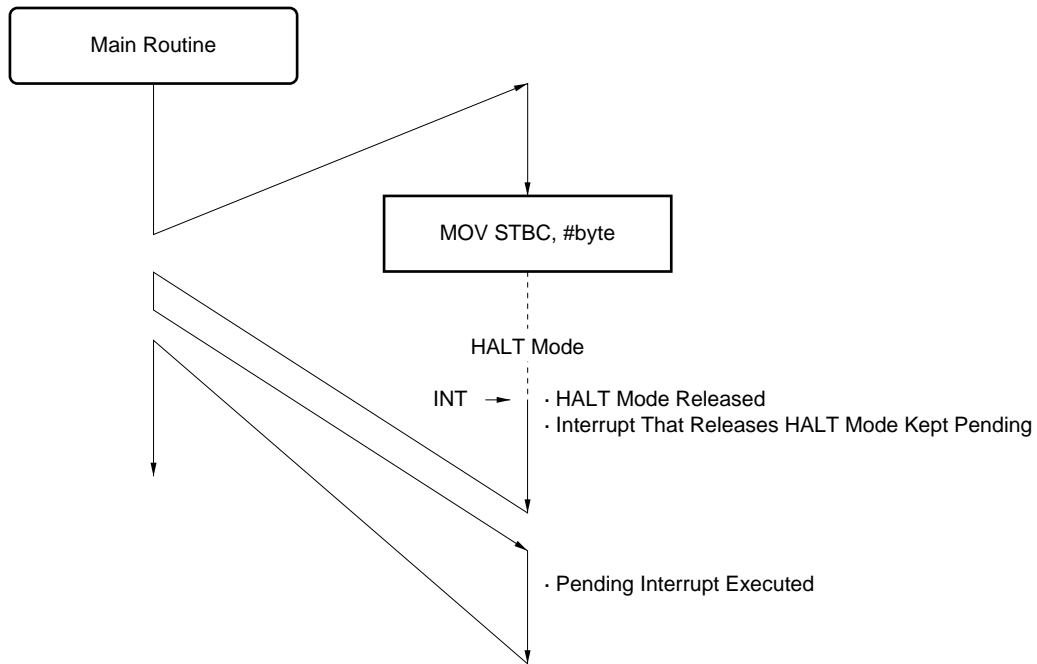 Main Routine
MOV STBC, #byte
HALT Mode
INT
· HALT Mode Released
· Interrupt That Releases HALT Mode Kept Pending
· Pending Interrupt Executed